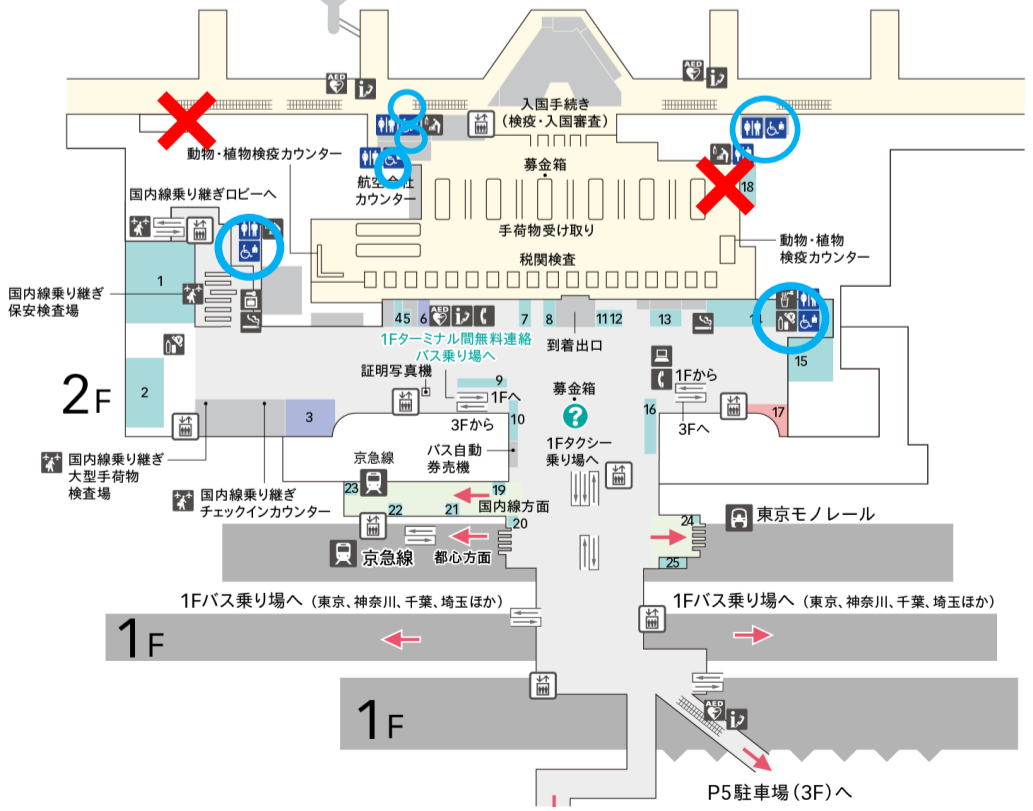 AED
AED
入国手続き
(検疫・入国審査)
動物・植物検疫カウンター
募金箱
航空会社
カウンター
18
国内線乗り継ぎロビーへ
手荷物受け取り
動物・植物
検疫カウンター
税関検査
1
国内線乗り継ぎ
保安検査場
4
5
6
AED
7
8
11
12
13
14
到着出口
1Fターミナル間無料連絡
バス乗り場へ
15
2
2F
証明写真機
9
1Fへ
3Fから
募金箱
?
1Fから
3Fへ
3
10
16
17
1Fタクシー
乗り場へ
バス自動
券売機
国内線乗り継ぎ
大型手荷物
検査場
国内線乗り継ぎ
チェックインカウンター
京急線
23
19
国内線方面
22
21
20
24
東京モノレール
京急線
都心方面
25
1Fバス乗り場へ(東京、神奈川、千葉、埼玉ほか)
1Fバス乗り場へ(東京、神奈川、千葉、埼玉ほか)
1F
1F
AED
P5駐車場(3F)へ